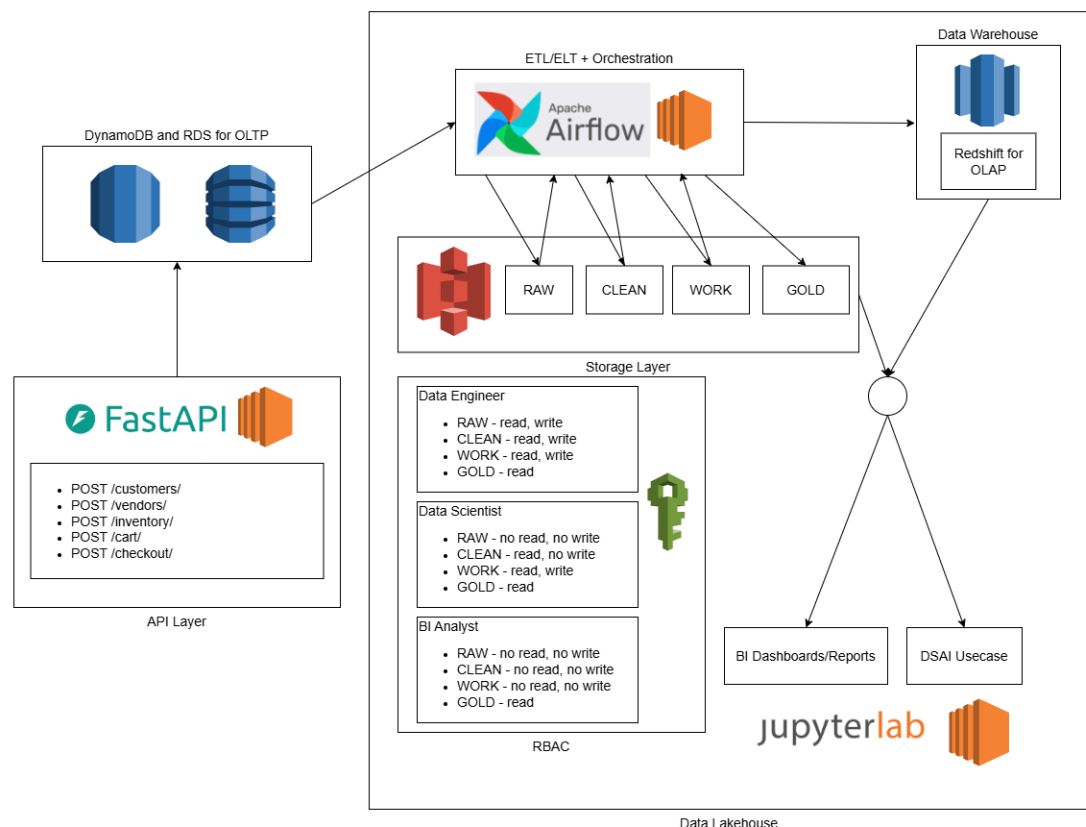 Data Warehouse
ETL/ELT + Orchestration
Apache
Airflow
Redshift for
OLAP
DynamoDB and RDS for OLTP
RAW
CLEAN
WORK
GOLD
Storage Layer
FastAPI
• POST /customers/
• POST /vendors/
• POST /inventory/
• POST /cart/
• POST /checkout/
API Layer
Data Engineer
• RAW - read, write
• CLEAN - read, write
• WORK - read, write
• GOLD - read
Data Scientist
• RAW - no read, no write
• CLEAN - read, no write
• WORK - read, write
• GOLD - read
BI Analyst
• RAW - no read, no write
• CLEAN - no read, no write
• WORK - no read, no write
• GOLD - read
RBAC
BI Dashboards/Reports
DSAI Usecase
jupyterlab
Data Lakehouse